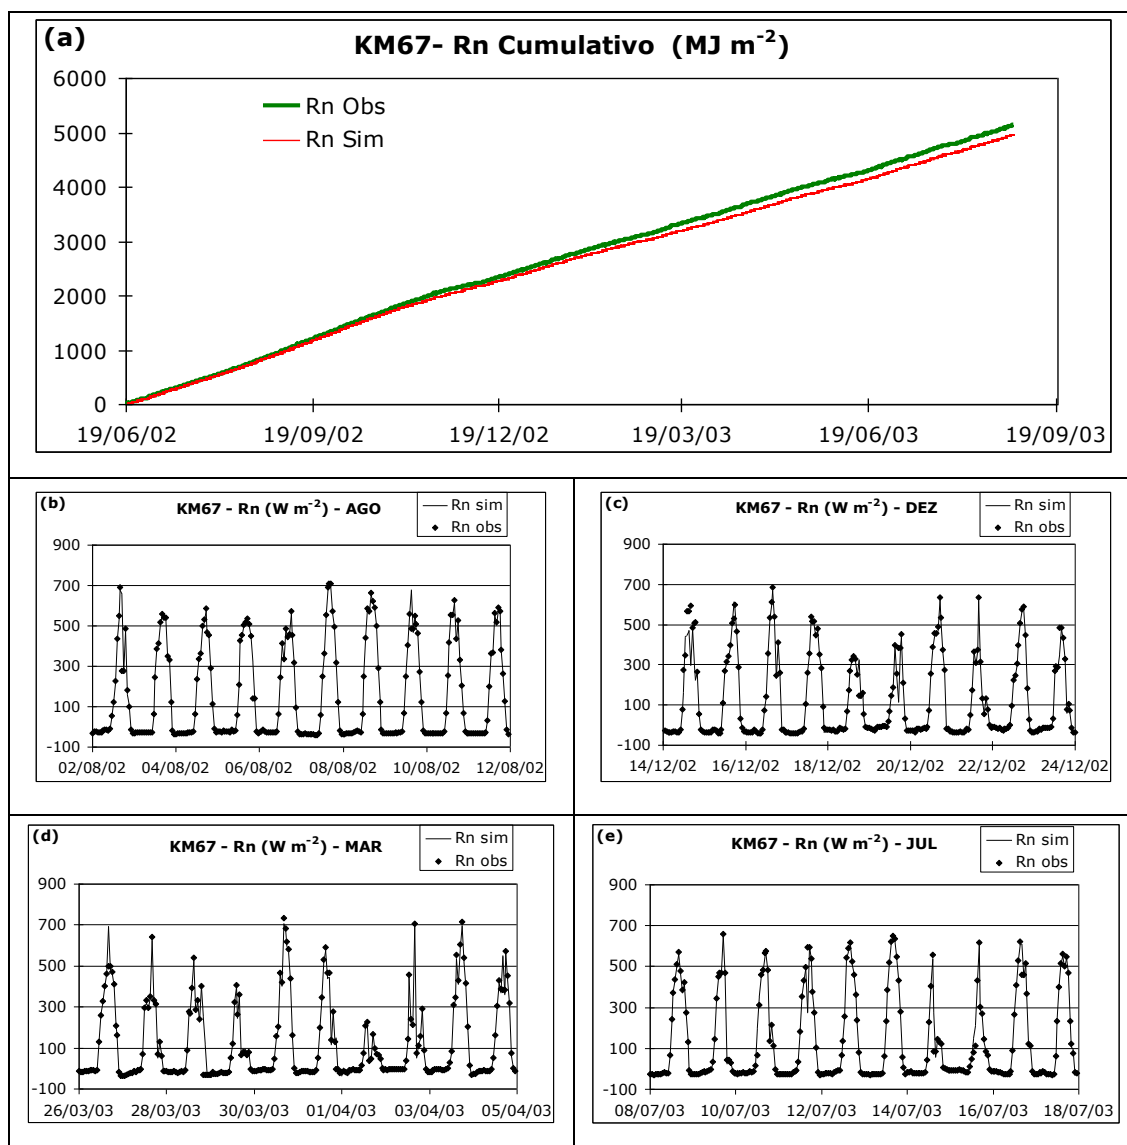 (a)
KM67- Rn Cumulativo (MJ m⁻²)
Rn Obs
Rn Sim
6000
5000
4000
3000
2000
1000
0
19/06/02 19/09/02 19/12/02 19/03/03 19/06/03 19/09/03
(b)
KM67 - Rn (W m⁻²) - AGO
Rn sim
Rn obs
900
700
500
300
100
-100
02/08/02 04/08/02 06/08/02 08/08/02 10/08/02 12/08/02
(c)
KM67 - Rn (W m⁻²) - DEZ
Rn sim
Rn obs
900
700
500
300
100
-100
14/12/02 16/12/02 18/12/02 20/12/02 22/12/02 24/12/02
(d)
KM67 - Rn (W m⁻²) - MAR
Rn sim
Rn obs
900
700
500
300
100
-100
26/03/03 28/03/03 30/03/03 01/04/03 03/04/03 05/04/03
(e)
KM67 - Rn (W m⁻²) - JUL
Rn sim
Rn obs
900
700
500
300
100
-100
08/07/03 10/07/03 12/07/03 14/07/03 16/07/03 18/07/03